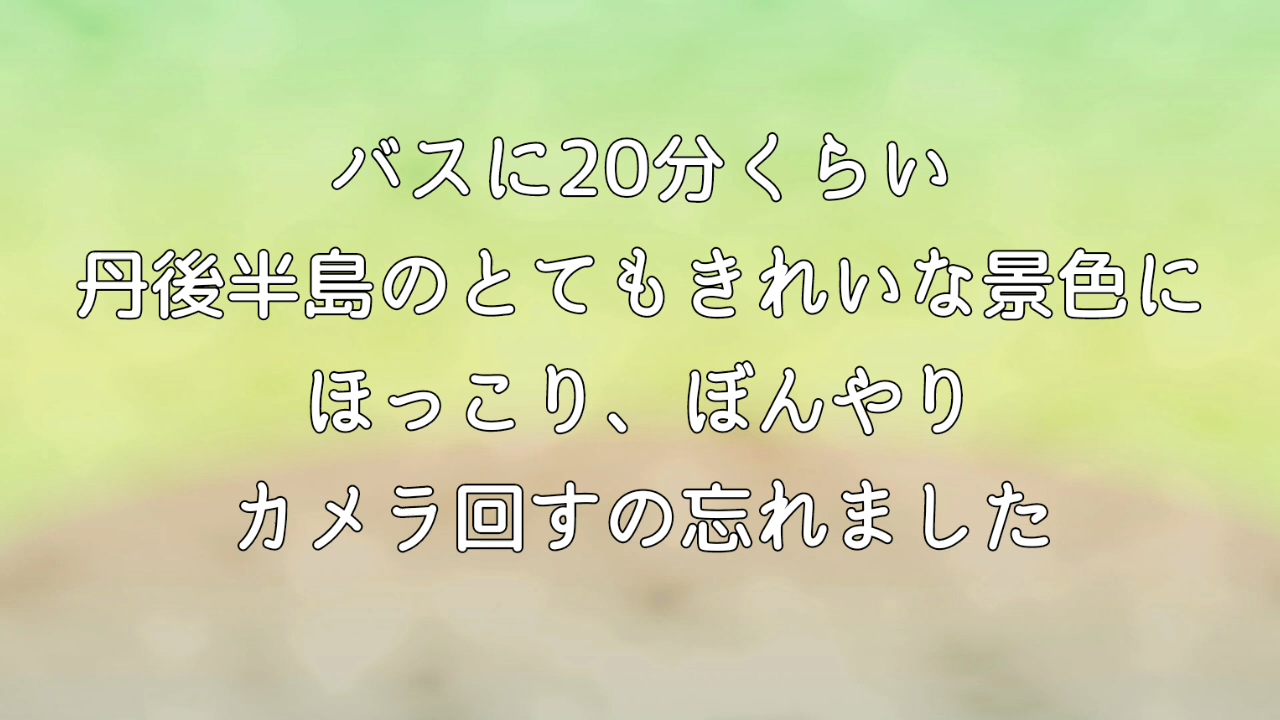 バスに20分くらい
丹後半島のとてもきれいな景色に
ほっこり、ぼんやり
カメラ回すの忘れました